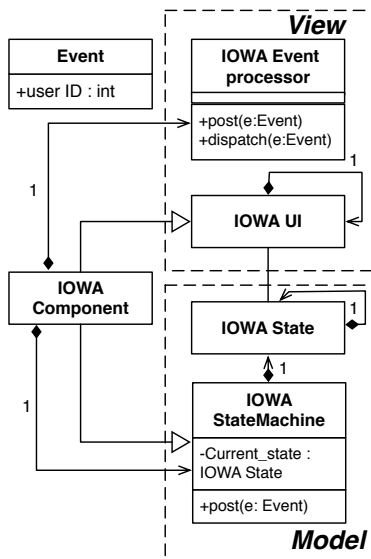 View
Event
+user ID : int
IOWA Event
processor
+post(e:Event)
+dispatch(e:Event)
1
1
IOWA UI
IOWA
Component
IOWA State
1
1
1
IOWA
StateMachine
-Current_state :
IOWA State
+post(e: Event)
Model